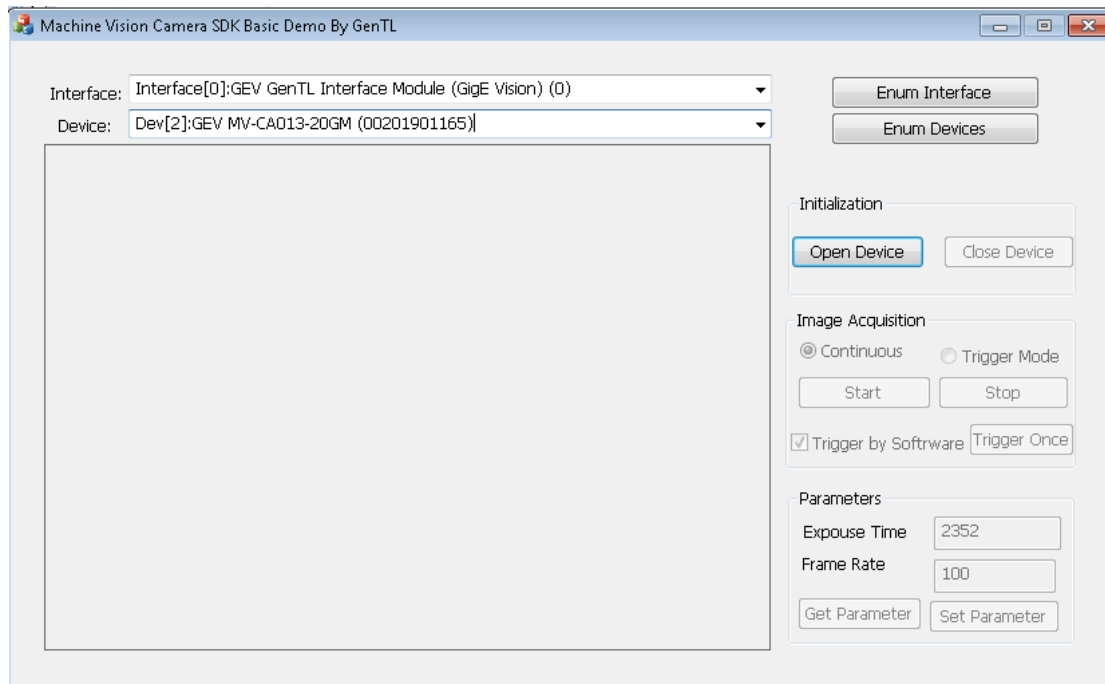 Machine Vision Camera SDK Basic Demo By GenTL
Interface: Interface[0]:GEV GenTL Interface Module (GigE Vision) (0)
Enum Interface
Device: Dev[2]:GEV MV-CA013-20GM (00201901165)
Enum Devices
Initialization
Open Device Close Device
Image Acquisition
Continuous Trigger Mode
Start Stop
Trigger by Softrware Trigger Once
Parameters
Expouse Time 2352
Frame Rate 100
Get Parameter Set Parameter